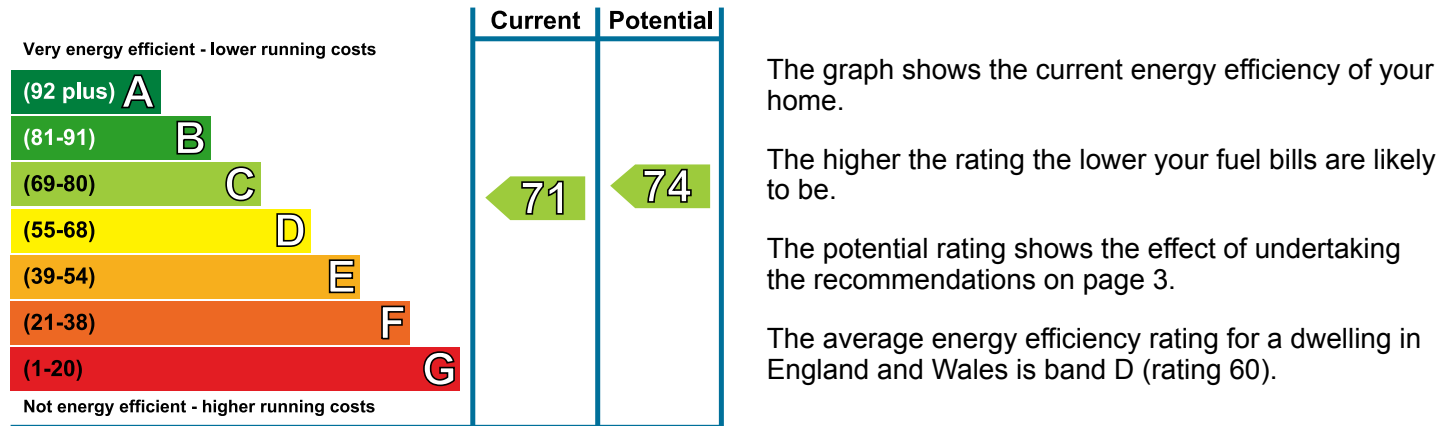 Current Potential
Very energy efficient - lower running costs
(92 plus) A
(81-91) B
(69-80) C
71 74
(55-68) D
(39-54) E
(21-38) F
(1-20) G
Not energy efficient - higher running costs
The graph shows the current energy efficiency of your
home.
The higher the rating the lower your fuel bills are likely
to be.
The potential rating shows the effect of undertaking
the recommendations on page 3.
The average energy efficiency rating for a dwelling in
England and Wales is band D (rating 60).